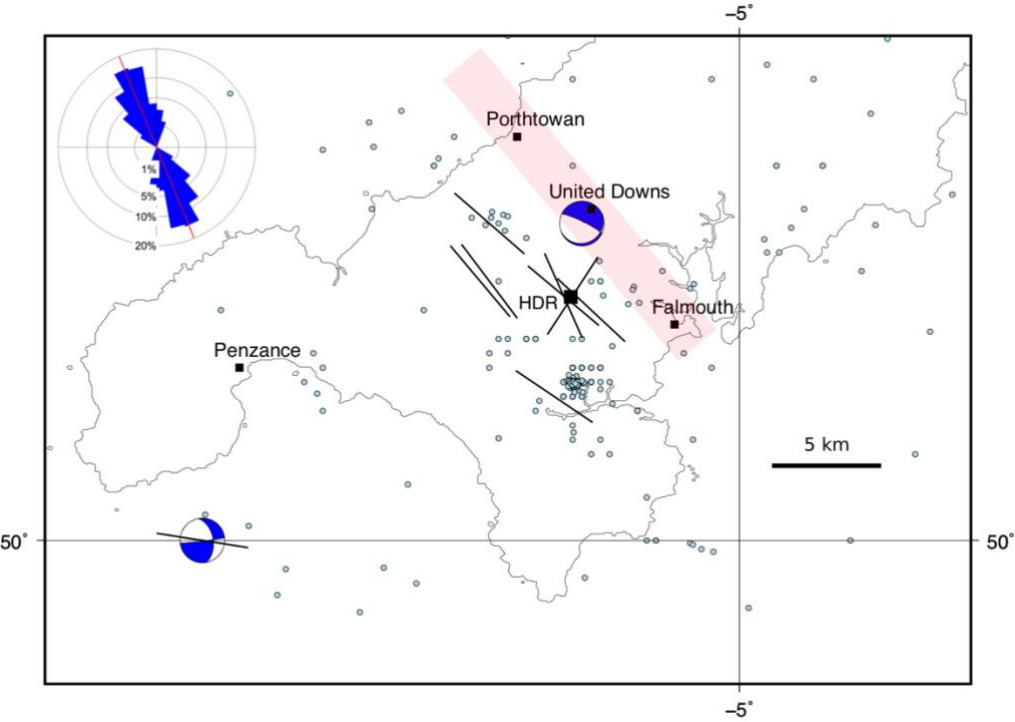 −5˚
1%
5%
10%
20%
Porthtowan
United Downs
HDR
Falmouth
Penzance
5 km
50˚
50˚
−5˚